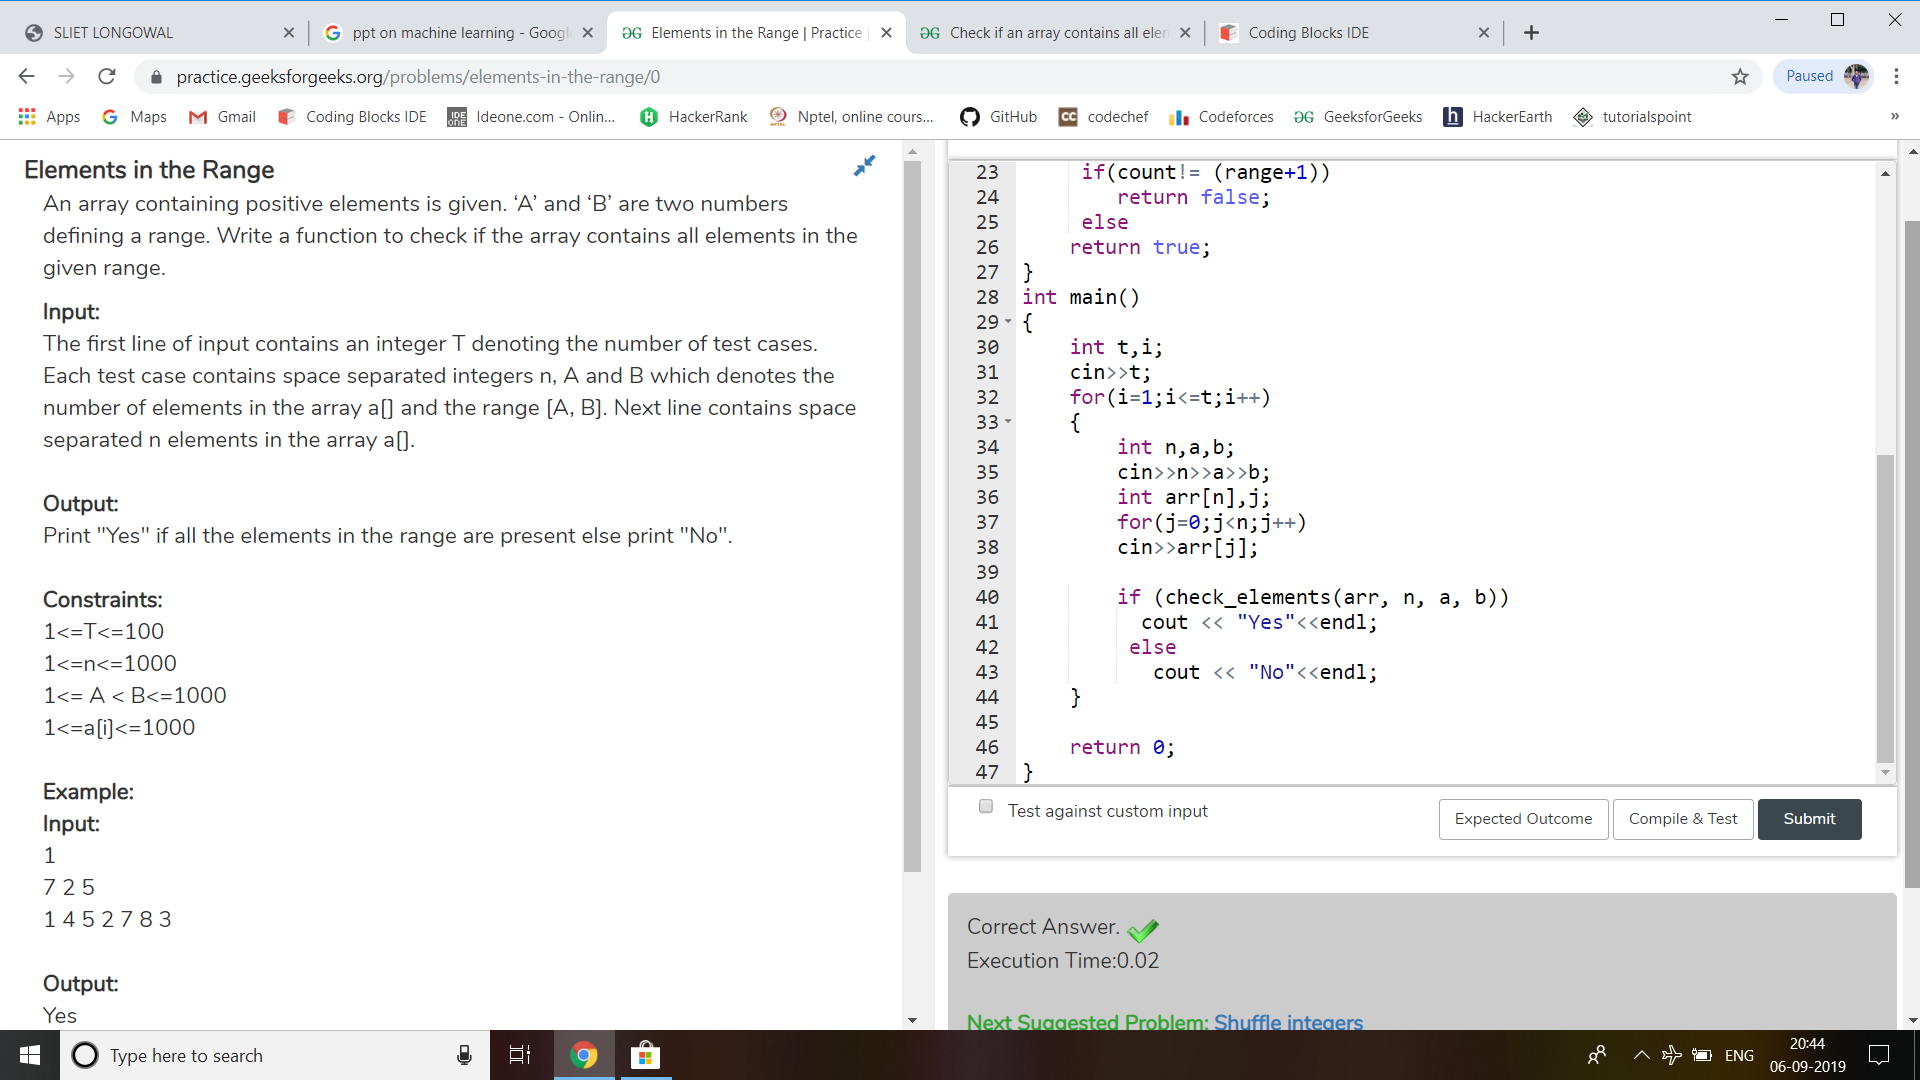 SLIET LONGOWAL
ppt on machine learning - Googl
Elements in the Range | Practice |
Check if an array contains all elem
Coding Blocks IDE
practice.geeksforgeeks.org/problems/elements-in-the-range/0
Paused
Apps
Maps
Gmail
Coding Blocks IDE
Ideone.com - Onlin...
HackerRank
Nptel, online cours...
GitHub
codechef
Codeforces
GeeksforGeeks
HackerEarth
tutorialspoint
»
Elements in the Range
An array containing positive elements is given. ‘A’ and ‘B’ are two numbers
defining a range. Write a function to check if the array contains all elements in the
given range.
Input:
The first line of input contains an integer T denoting the number of test cases.
Each test case contains space separated integers n, A and B which denotes the
number of elements in the array a[] and the range [A, B]. Next line contains space
separated n elements in the array a[].
Output:
Print "Yes" if all the elements in the range are present else print "No".
Constraints:
1<=T<=100
1<=n<=1000
1<= A < B<=1000
1<=a[i]<=1000
Example:
Input:
1
7 2 5
1 4 5 2 7 8 3
Output:
Yes
23 if(count!= (range+1))
24 return false;
25 else
26 return true;
27 }
28 int main()
29 {
30 int t,i;
31 cin>>t;
32 for(i=1;i<=t;i++)
33 {
34 int n,a,b;
35 cin>>n>>a>>b;
36 int arr[n],j;
37 for(j=0;j<n;j++)
38 cin>>arr[j];
39
40 if (check_elements(arr, n, a, b))
41 cout << "Yes"<<endl;
42 else
43 cout << "No"<<endl;
44 }
45
46 return 0;
47 }
Test against custom input
Expected Outcome
Compile & Test
Submit
Correct Answer.
Execution Time:0.02
Next Suggested Problem: Shuffle integers
Type here to search
ENG
20:44
06-09-2019